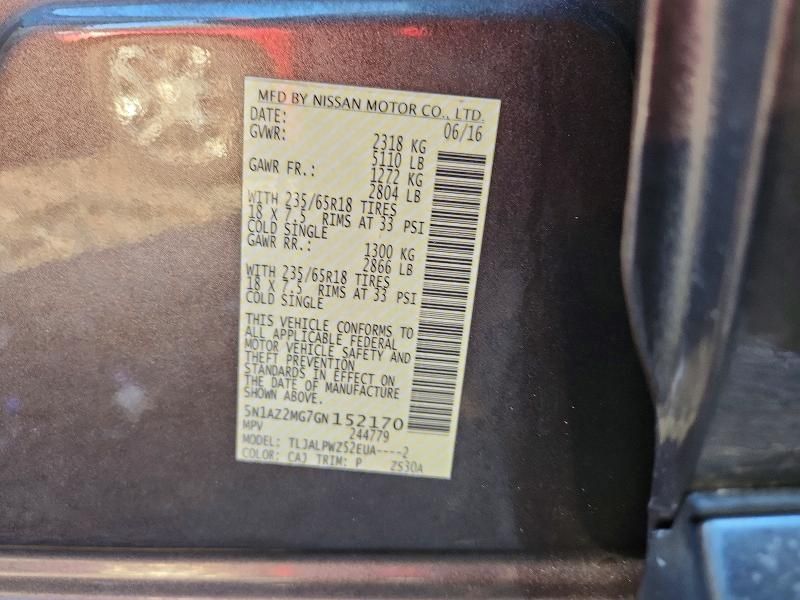 MFD BY NISSAN MOTOR CO., LTD.
DATE: 06/16
GVWR: 2318 KG
5110 LB
GAWR FR.: 1272 KG
2804 LB
WITH 235/65R18 TIRES
18 X 7.5 RIMS AT 33 PSI
COLD SINGLE
GAWR RR.: 1300 KG
2866 LB
WITH 235/65R18 TIRES
18 X 7.5 RIMS AT 33 PSI
COLD SINGLE
THIS VEHICLE CONFORMS TO
ALL APPLICABLE FEDERAL
MOTOR VEHICLE SAFETY AND
THEFT PREVENTION
STANDARDS IN EFFECT ON
THE DATE OF MANUFACTURE
SHOWN ABOVE.
5N1AZ2MG7GN152170
MPV 244779
MODEL: TLJALPWZ52EUA----2
COLOR: CAJ TRIM: P ZS30A